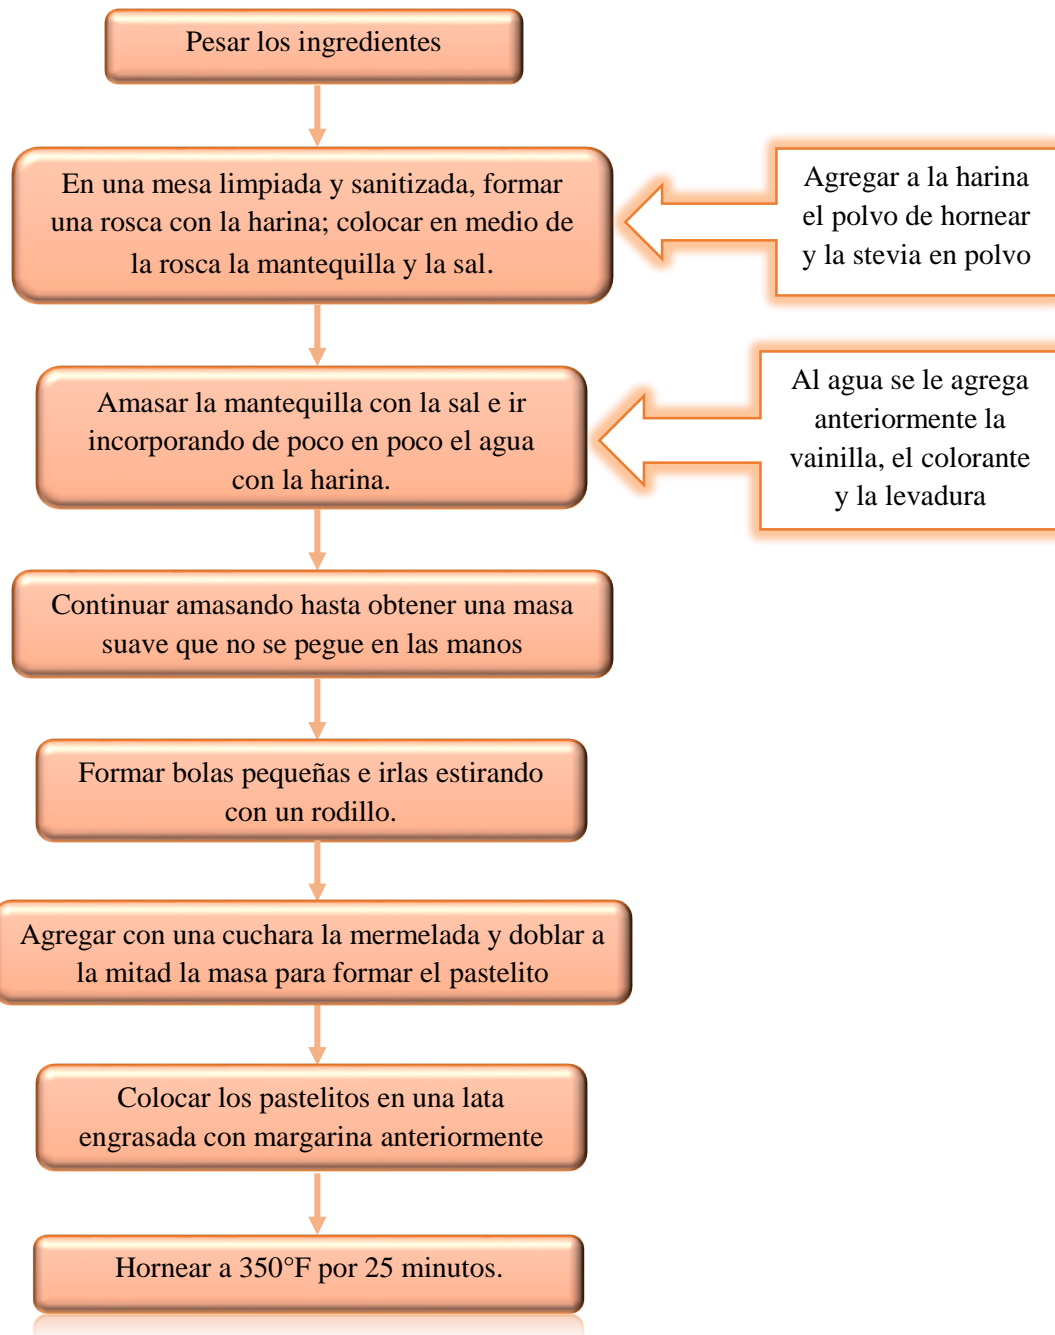 Pesar los ingredientes
En una mesa limpiada y sanitizada, formar
una rosca con la harina; colocar en medio de
la rosca la mantequilla y la sal.
Agregar a la harina
el polvo de hornear
y la stevia en polvo
Amasar la mantequilla con la sal e ir
incorporando de poco en poco el agua
con la harina.
Al agua se le agrega
anteriormente la
vainilla, el colorante
y la levadura
Continuar amasando hasta obtener una masa
suave que no se pegue en las manos
Formar bolas pequeñas e irlas estirando
con un rodillo.
Agregar con una cuchara la mermelada y doblar a
la mitad la masa para formar el pastelito
Colocar los pastelitos en una lata
engrasada con margarina anteriormente
Hornear a 350°F por 25 minutos.